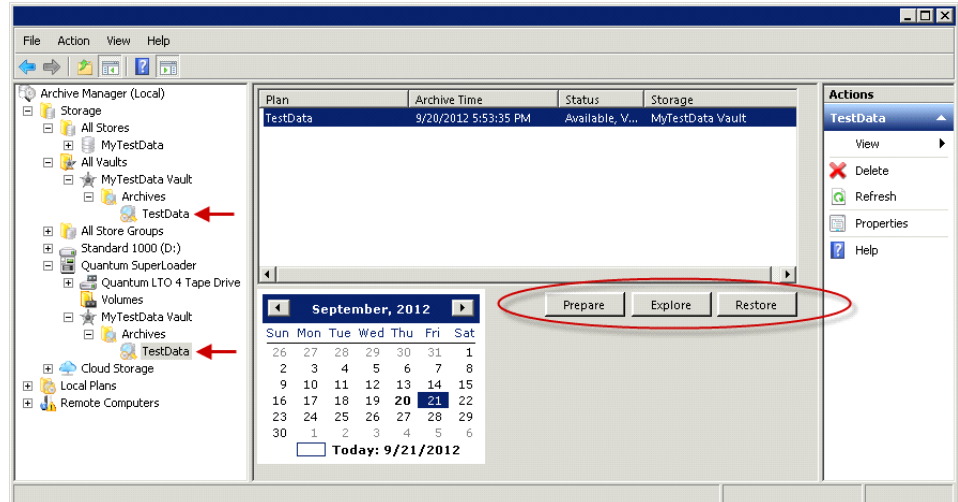 File Action View Help
Archive Manager (Local)
Storage
All Stores
MyTestData
All Vaults
MyTestData Vault
Archives
TestData
All Store Groups
Standard 1000 (D:)
Quantum SuperLoader
Quantum LTO 4 Tape Drive
Volumes
MyTestData Vault
Archives
TestData
Cloud Storage
Local Plans
Remote Computers
Plan Archive Time Status Storage
TestData 9/20/2012 5:53:35 PM Available, V... MyTestData Vault
September, 2012
Sun Mon Tue Wed Thu Fri Sat
26 27 28 29 30 31 1
2 3 4 5 6 7 8
9 10 11 12 13 14 15
16 17 18 19 20 21 22
23 24 25 26 27 28 29
30 1 2 3 4 5 6
Today: 9/21/2012
Prepare Explore Restore
Actions
TestData
View
Delete
Refresh
Properties
Help